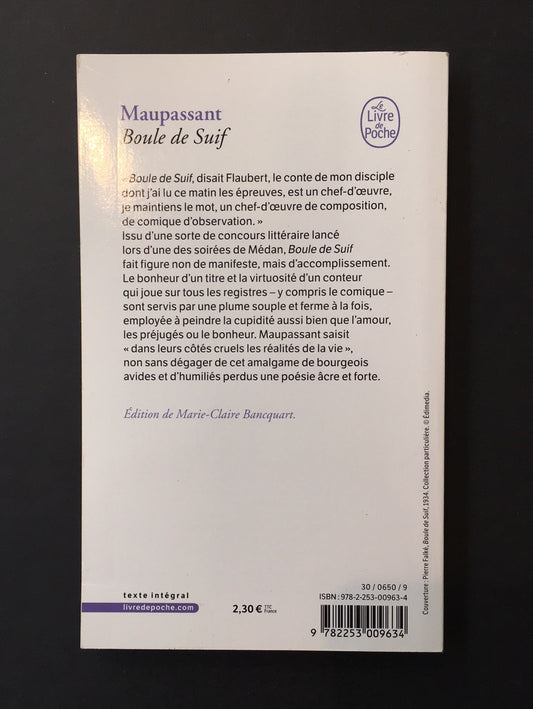 Maupassant
Boule de Suif
Le
Livre
de
Poche
« Boule de Suif, disait Flaubert, le conte de mon disciple
dont j'ai lu ce matin les épreuves, est un chef-d'œuvre,
je maintiens le mot, un chef-d'œuvre de composition,
de comique d'observation. »
Issu d'une sorte de concours littéraire lancé
lors d'une des soirées de Médan, Boule de Suif
fait figure non de manifeste, mais d'accomplissement.
Le bonheur d'un titre et la virtuosité d'un conteur
qui joue sur tous les registres – y compris le comique –
sont servis par une plume souple et ferme à la fois,
employée à peindre la cupidité aussi bien que l'amour,
les préjugés ou le bonheur. Maupassant saisit
« dans leurs côtés cruels les réalités de la vie »,
non sans dégager de cet amalgame de bourgeois
avides et d'humiliés perdus une poésie âcre et forte.
Édition de Marie-Claire Bancquart.
Couverture : Pierre Falké, Boule de Suif, 1934. Collection particulière. © Édimedia.
texte intégral
livredepoche.com
2,30 € TTC
France
30 / 0650 / 9
ISBN : 978-2-253-00963-4
9 782253 009634